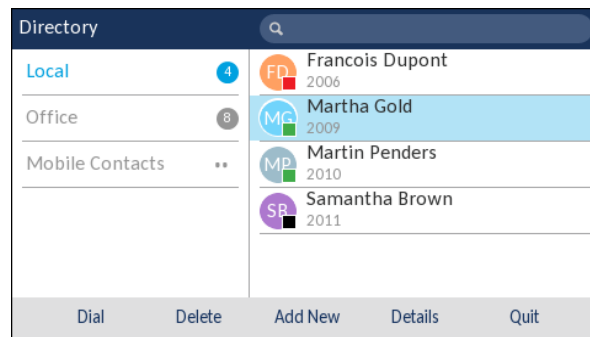 Directory
Local 4
Office 8
Mobile Contacts ••
FD Francois Dupont
2006
MG Martha Gold
2009
MP Martin Penders
2010
SB Samantha Brown
2011
Dial Delete Add New Details Quit